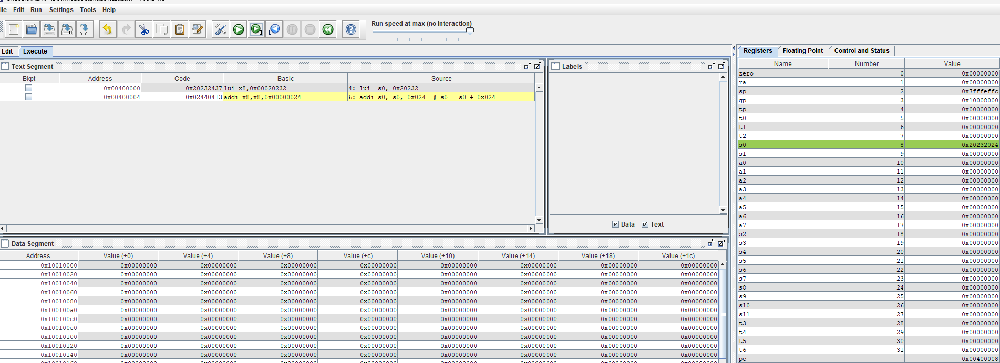 ile Edit Run Settings Tools Help
Run speed at max (no interaction)
0101
1
1
Edit Execute
Text Segment
Bkpt Address Code Basic Source
0x00400000 0x20232437 lui x8,0x00020232 4: lui s0, 0x20232
0x00400004 0x02440413 addi x8,x8,0x00000024 6: addi s0, s0, 0x024 # s0 = s0 + 0x024
Labels
Data Text
Data Segment
Address Value (+0) Value (+4) Value (+8) Value (+c) Value (+10) Value (+14) Value (+18) Value (+1c)
0x10010000 0x00000000 0x00000000 0x00000000 0x00000000 0x00000000 0x00000000 0x00000000 0x00000000
0x10010020 0x00000000 0x00000000 0x00000000 0x00000000 0x00000000 0x00000000 0x00000000 0x00000000
0x10010040 0x00000000 0x00000000 0x00000000 0x00000000 0x00000000 0x00000000 0x00000000 0x00000000
0x10010060 0x00000000 0x00000000 0x00000000 0x00000000 0x00000000 0x00000000 0x00000000 0x00000000
0x10010080 0x00000000 0x00000000 0x00000000 0x00000000 0x00000000 0x00000000 0x00000000 0x00000000
0x100100a0 0x00000000 0x00000000 0x00000000 0x00000000 0x00000000 0x00000000 0x00000000 0x00000000
0x100100c0 0x00000000 0x00000000 0x00000000 0x00000000 0x00000000 0x00000000 0x00000000 0x00000000
0x100100e0 0x00000000 0x00000000 0x00000000 0x00000000 0x00000000 0x00000000 0x00000000 0x00000000
0x10010100 0x00000000 0x00000000 0x00000000 0x00000000 0x00000000 0x00000000 0x00000000 0x00000000
0x10010120 0x00000000 0x00000000 0x00000000 0x00000000 0x00000000 0x00000000 0x00000000 0x00000000
0x10010140 0x00000000 0x00000000 0x00000000 0x00000000 0x00000000 0x00000000 0x00000000 0x00000000
Registers Floating Point Control and Status
Name Number Value
zero 0 0x00000000
ra 1 0x00000000
sp 2 0x7fffeffc
gp 3 0x10008000
tp 4 0x00000000
t0 5 0x00000000
t1 6 0x00000000
t2 7 0x00000000
s0 8 0x20232024
s1 9 0x00000000
a0 10 0x00000000
a1 11 0x00000000
a2 12 0x00000000
a3 13 0x00000000
a4 14 0x00000000
a5 15 0x00000000
a6 16 0x00000000
a7 17 0x00000000
s2 18 0x00000000
s3 19 0x00000000
s4 20 0x00000000
s5 21 0x00000000
s6 22 0x00000000
s7 23 0x00000000
s8 24 0x00000000
s9 25 0x00000000
s10 26 0x00000000
s11 27 0x00000000
t3 28 0x00000000
t4 29 0x00000000
t5 30 0x00000000
t6 31 0x00000000
pc 0x00400008